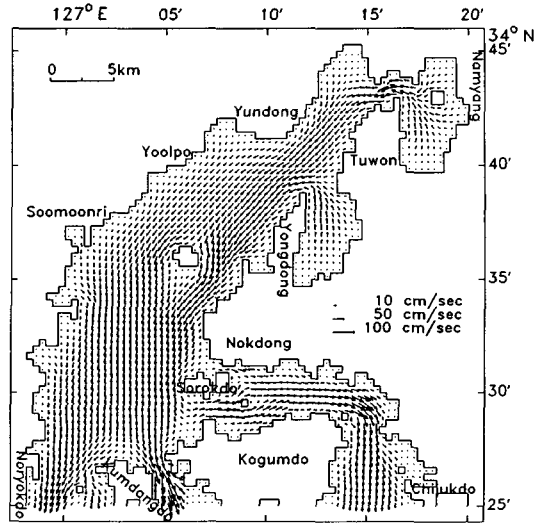 127° E 05' 10' 15' 20'
34° N
45'
0 5km
Yundong
Namyang
Yoolpo
Tuwon
40'
Soomoonri
Yongdong
35'
10 cm/sec
50 cm/sec
100 cm/sec
Nokdong
Sorokdo
30'
Kogumdo
Noryokdo
Kumdangdo
Chijukdo
25'